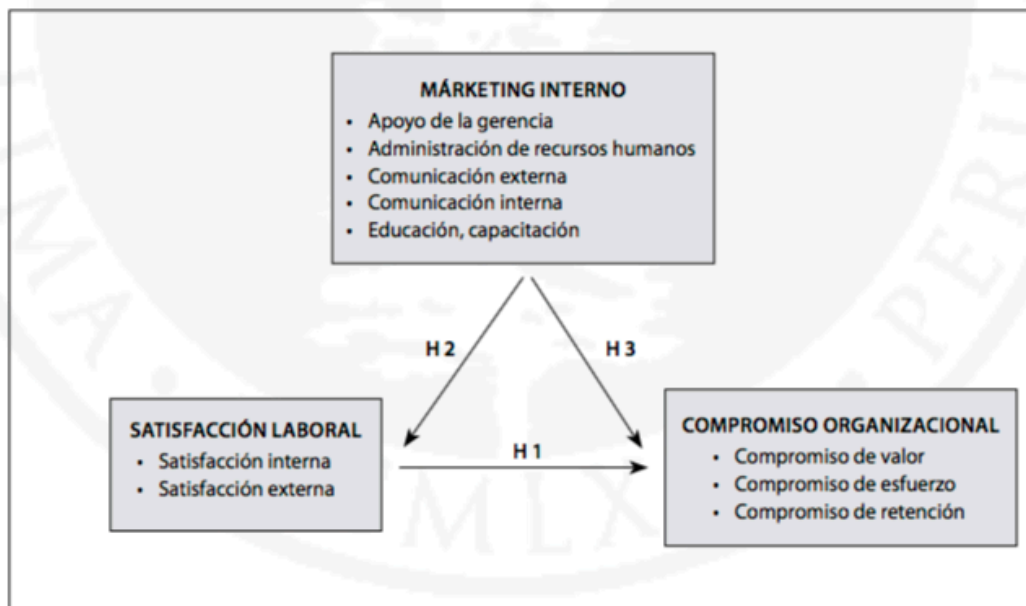 MÁRKETING INTERNO
• Apoyo de la gerencia
• Administración de recursos humanos
• Comunicación externa
• Comunicación interna
• Educación, capacitación
H 2
H 3
SATISFACCIÓN LABORAL
• Satisfacción interna
• Satisfacción externa
H 1
COMPROMISO ORGANIZACIONAL
• Compromiso de valor
• Compromiso de esfuerzo
• Compromiso de retención